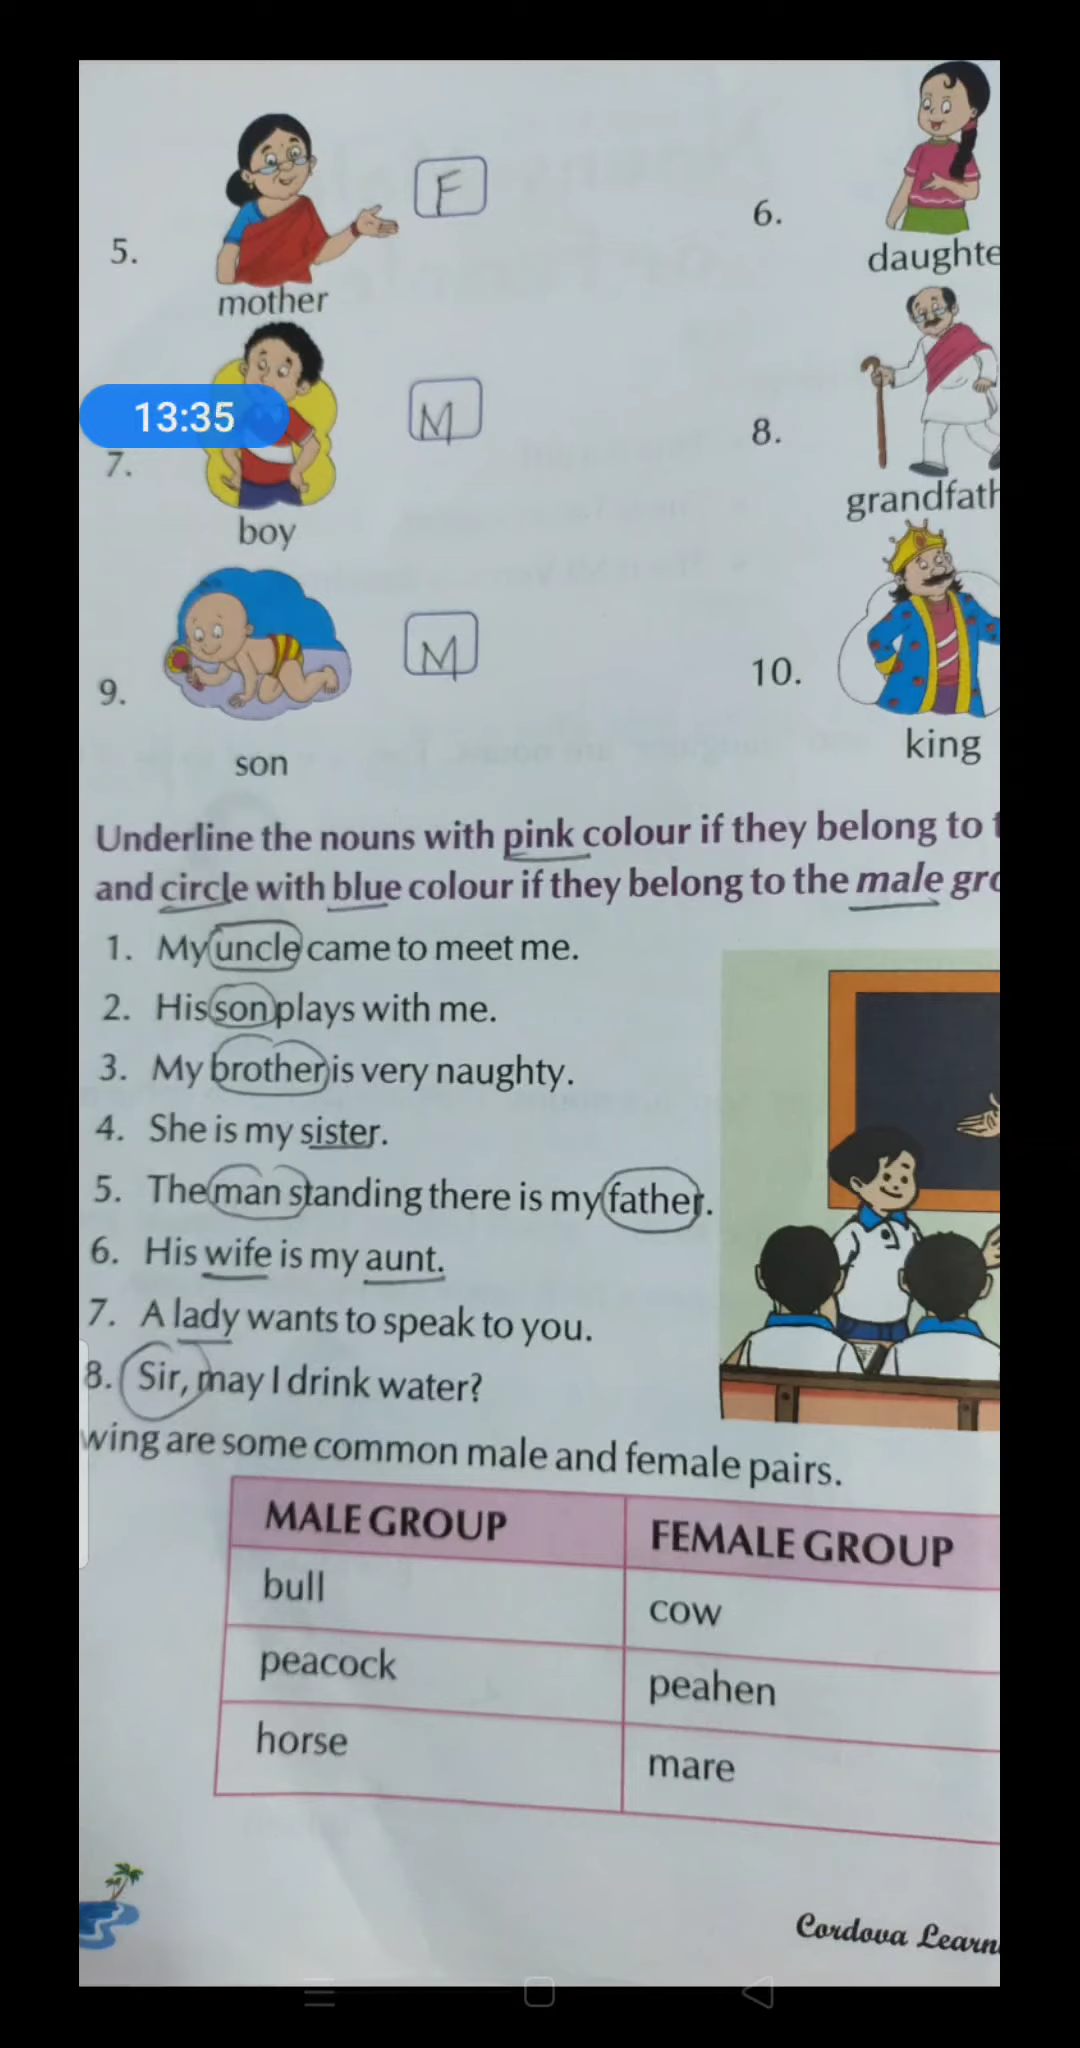 F
5.
mother
6.
daughte
13:35
7.
boy
M
8.
grandfath
9.
son
M
10.
king
Underline the nouns with pink colour if they belong to t
and circle with blue colour if they belong to the male gro
1. My uncle came to meet me.
2. His son plays with me.
3. My brother is very naughty.
4. She is my sister.
5. The man standing there is my father.
6. His wife is my aunt.
7. A lady wants to speak to you.
8. Sir, may I drink water?
wing are some common male and female pairs.
MALE GROUP FEMALE GROUP
bull cow
peacock peahen
horse mare
Cordova Learn